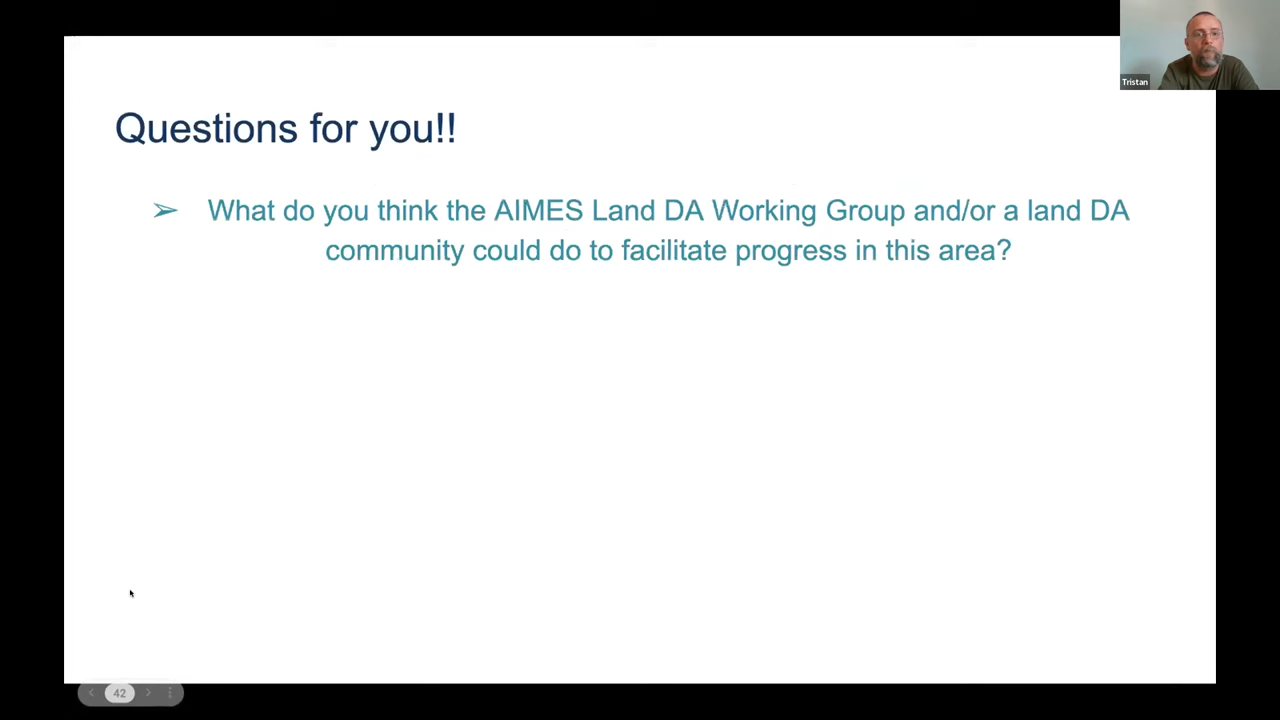 Tristan
Questions for you!!
➢ What do you think the AIMES Land DA Working Group and/or a land DA
community could do to facilitate progress in this area?
42